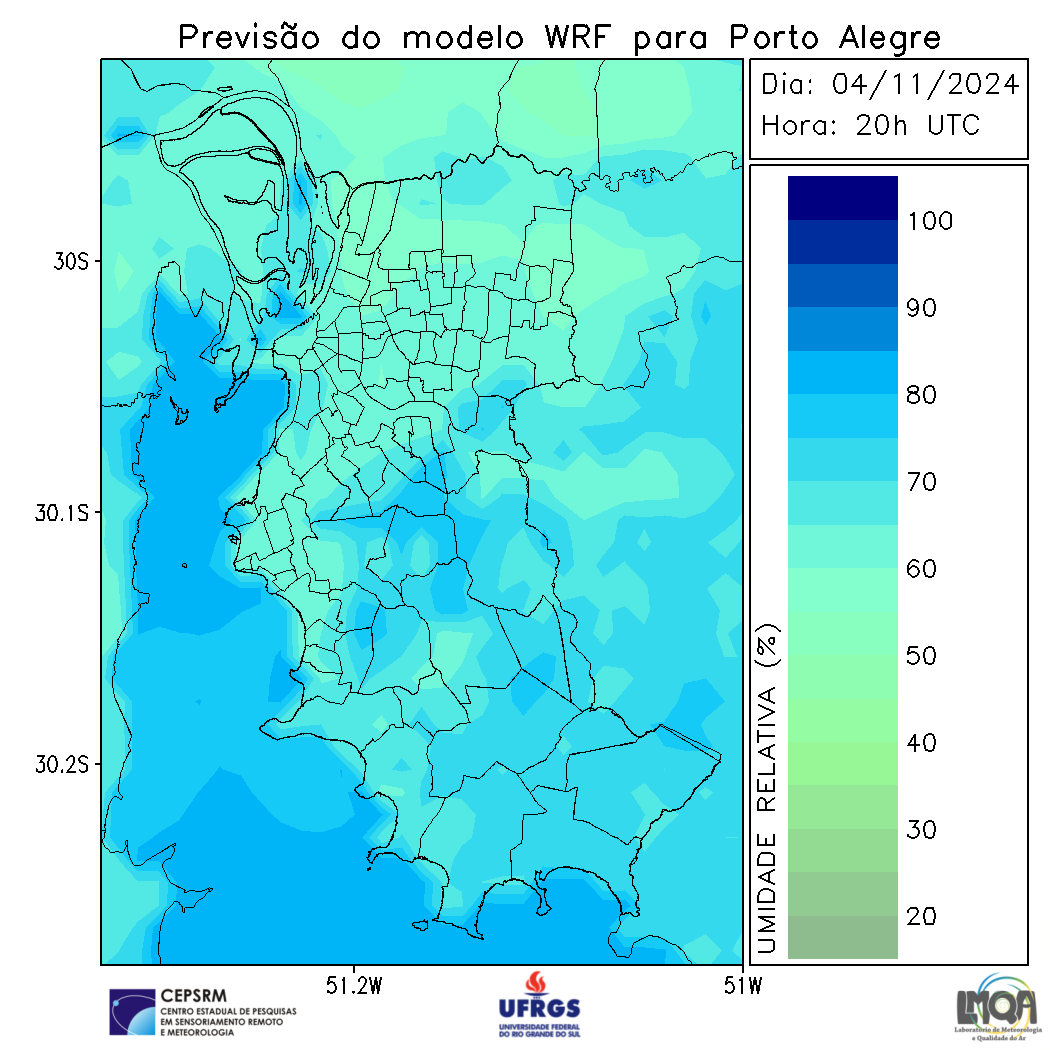 Previsão do modelo WRF para Porto Alegre
Dia: 04/11/2024
Hora: 20h UTC
100
90
80
70
60
50
40
30
20
UMIDADE RELATIVA (%)
30S
30.1S
30.2S
51.2W
51W
CEPSRM
CENTRO ESTADUAL DE PESQUISAS
EM SENSORIAMENTO REMOTO
E METEOROLOGIA
UFRGS
UNIVERSIDADE FEDERAL
DO RIO GRANDE DO SUL
LMQA
Laboratório de Meteorologia
e Qualidade do Ar